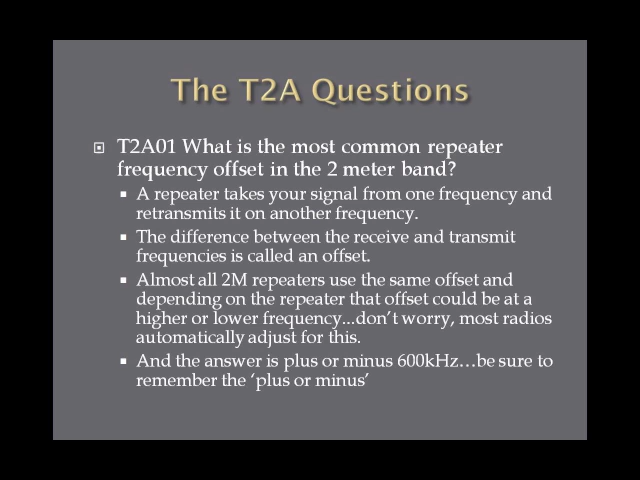 The T2A Questions
T2A01 What is the most common repeater
frequency offset in the 2 meter band?
A repeater takes your signal from one frequency and
retransmits it on another frequency.
The difference between the receive and transmit
frequencies is called an offset.
Almost all 2M repeaters use the same offset and
depending on the repeater that offset could be at a
higher or lower frequency...don't worry, most radios
automatically adjust for this.
And the answer is plus or minus 600kHz…be sure to
remember the 'plus or minus'